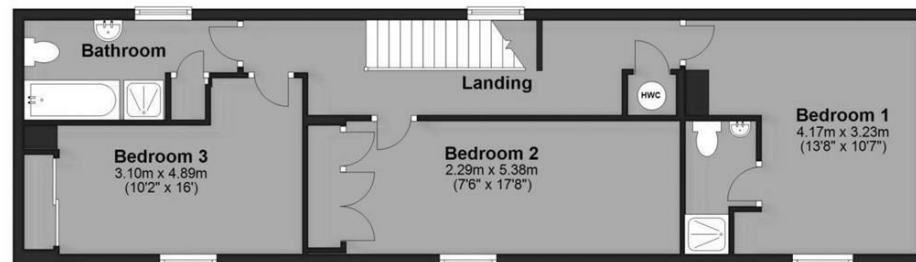 Bathroom
Landing
HWC
Bedroom 1
4.17m x 3.23m
(13'8" x 10'7")
Bedroom 3
3.10m x 4.89m
(10'2" x 16')
Bedroom 2
2.29m x 5.38m
(7'6" x 17'8")